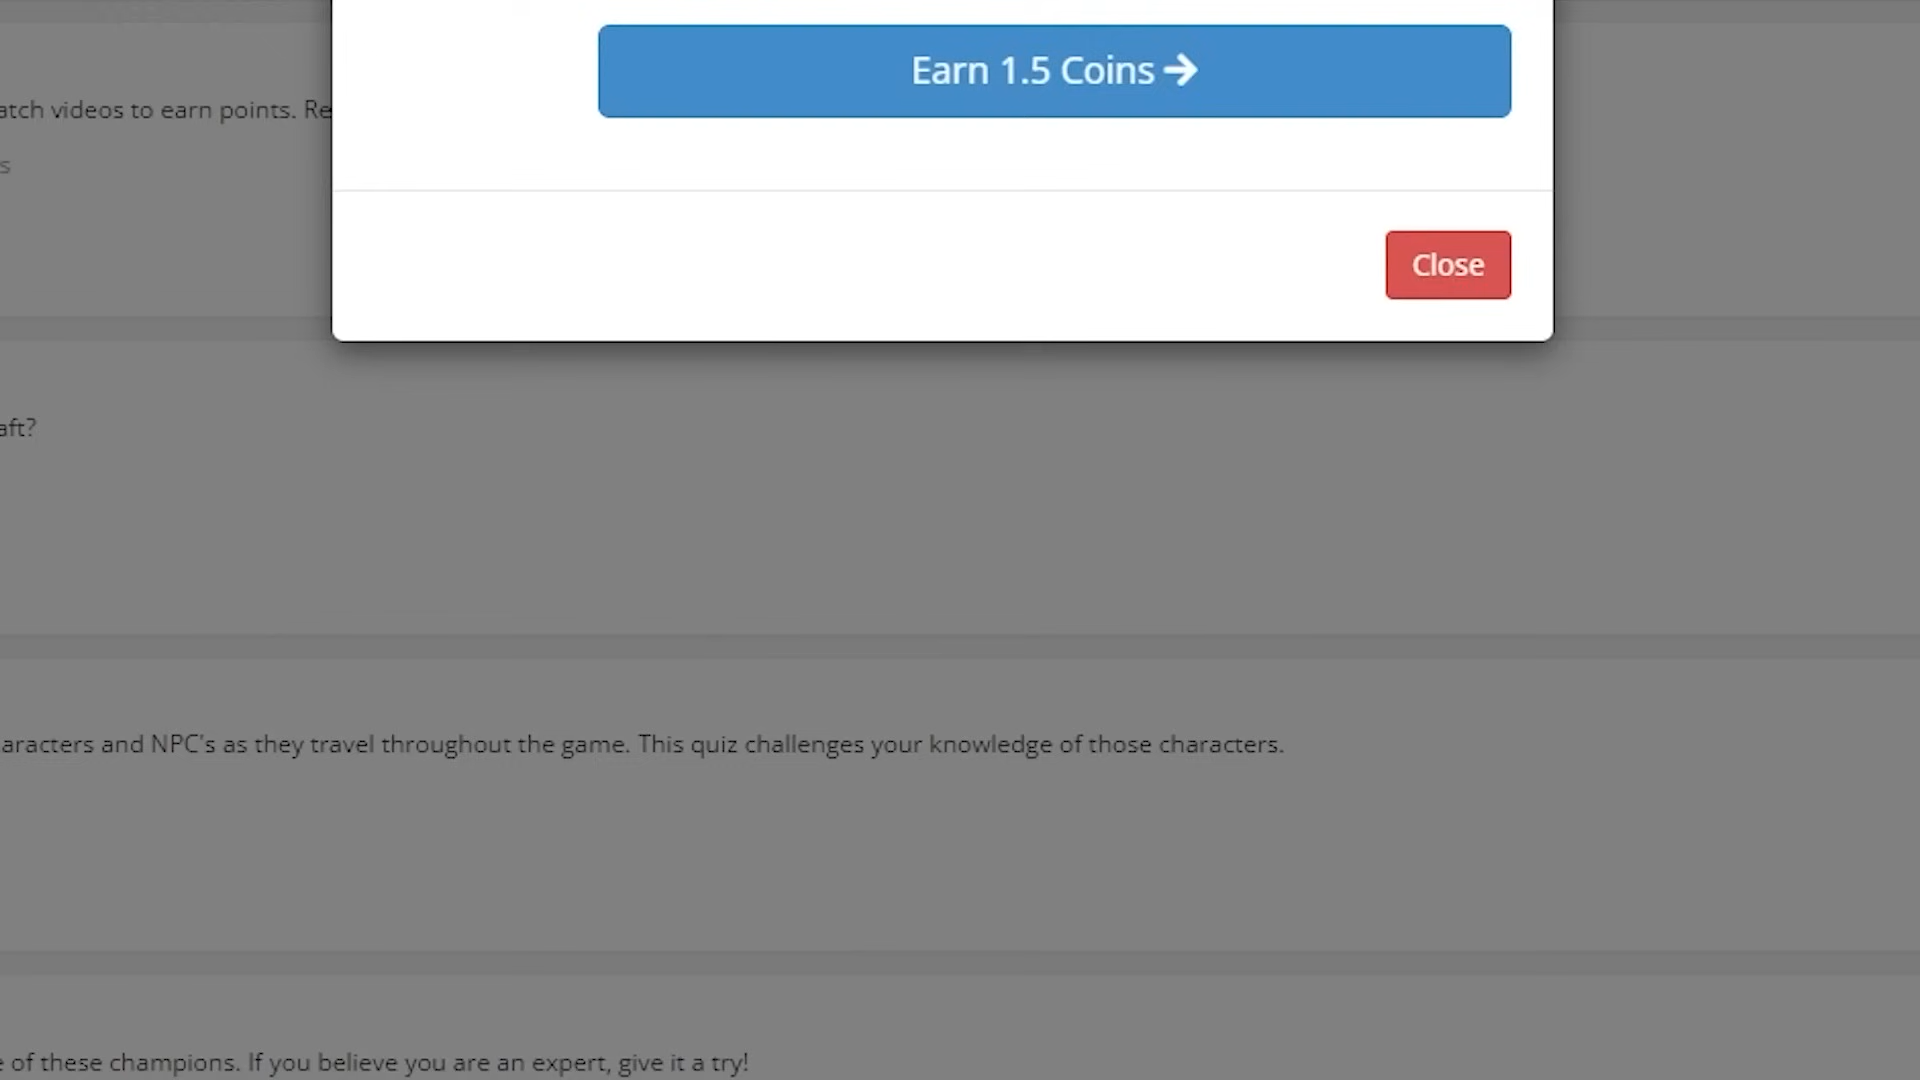 Earn 1.5 Coins →
atch videos to earn points. Re
s
Close
aft?
aracters and NPC's as they travel throughout the game. This quiz challenges your knowledge of those characters.
e of these champions. If you believe you are an expert, give it a try!